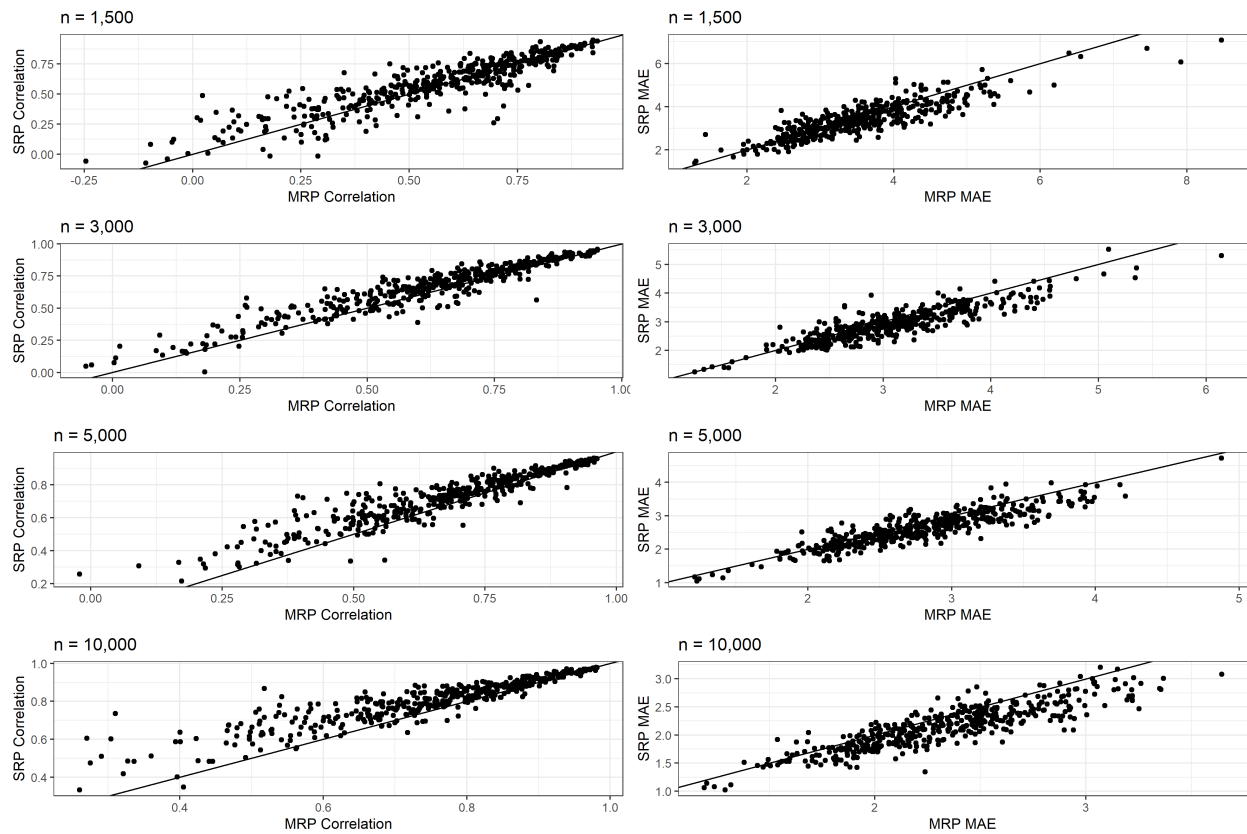 n = 1,500
SRP Correlation
0.75
0.50
0.25
0.00
-0.25 0.00 0.25 0.50 0.75
MRP Correlation
n = 1,500
SRP MAE
6
4
2
2 4 6 8
MRP MAE
n = 3,000
SRP Correlation
1.00
0.75
0.50
0.25
0.00
0.00 0.25 0.50 0.75 1.00
MRP Correlation
n = 3,000
SRP MAE
5
4
3
2
2 3 4 5 6
MRP MAE
n = 5,000
SRP Correlation
0.8
0.6
0.4
0.2
0.00 0.25 0.50 0.75 1.00
MRP Correlation
n = 5,000
SRP MAE
4
3
2
1
2 3 4 5
MRP MAE
n = 10,000
SRP Correlation
1.0
0.8
0.6
0.4
0.4 0.6 0.8 1.0
MRP Correlation
n = 10,000
SRP MAE
3.0
2.5
2.0
1.5
1.0
2 3
MRP MAE